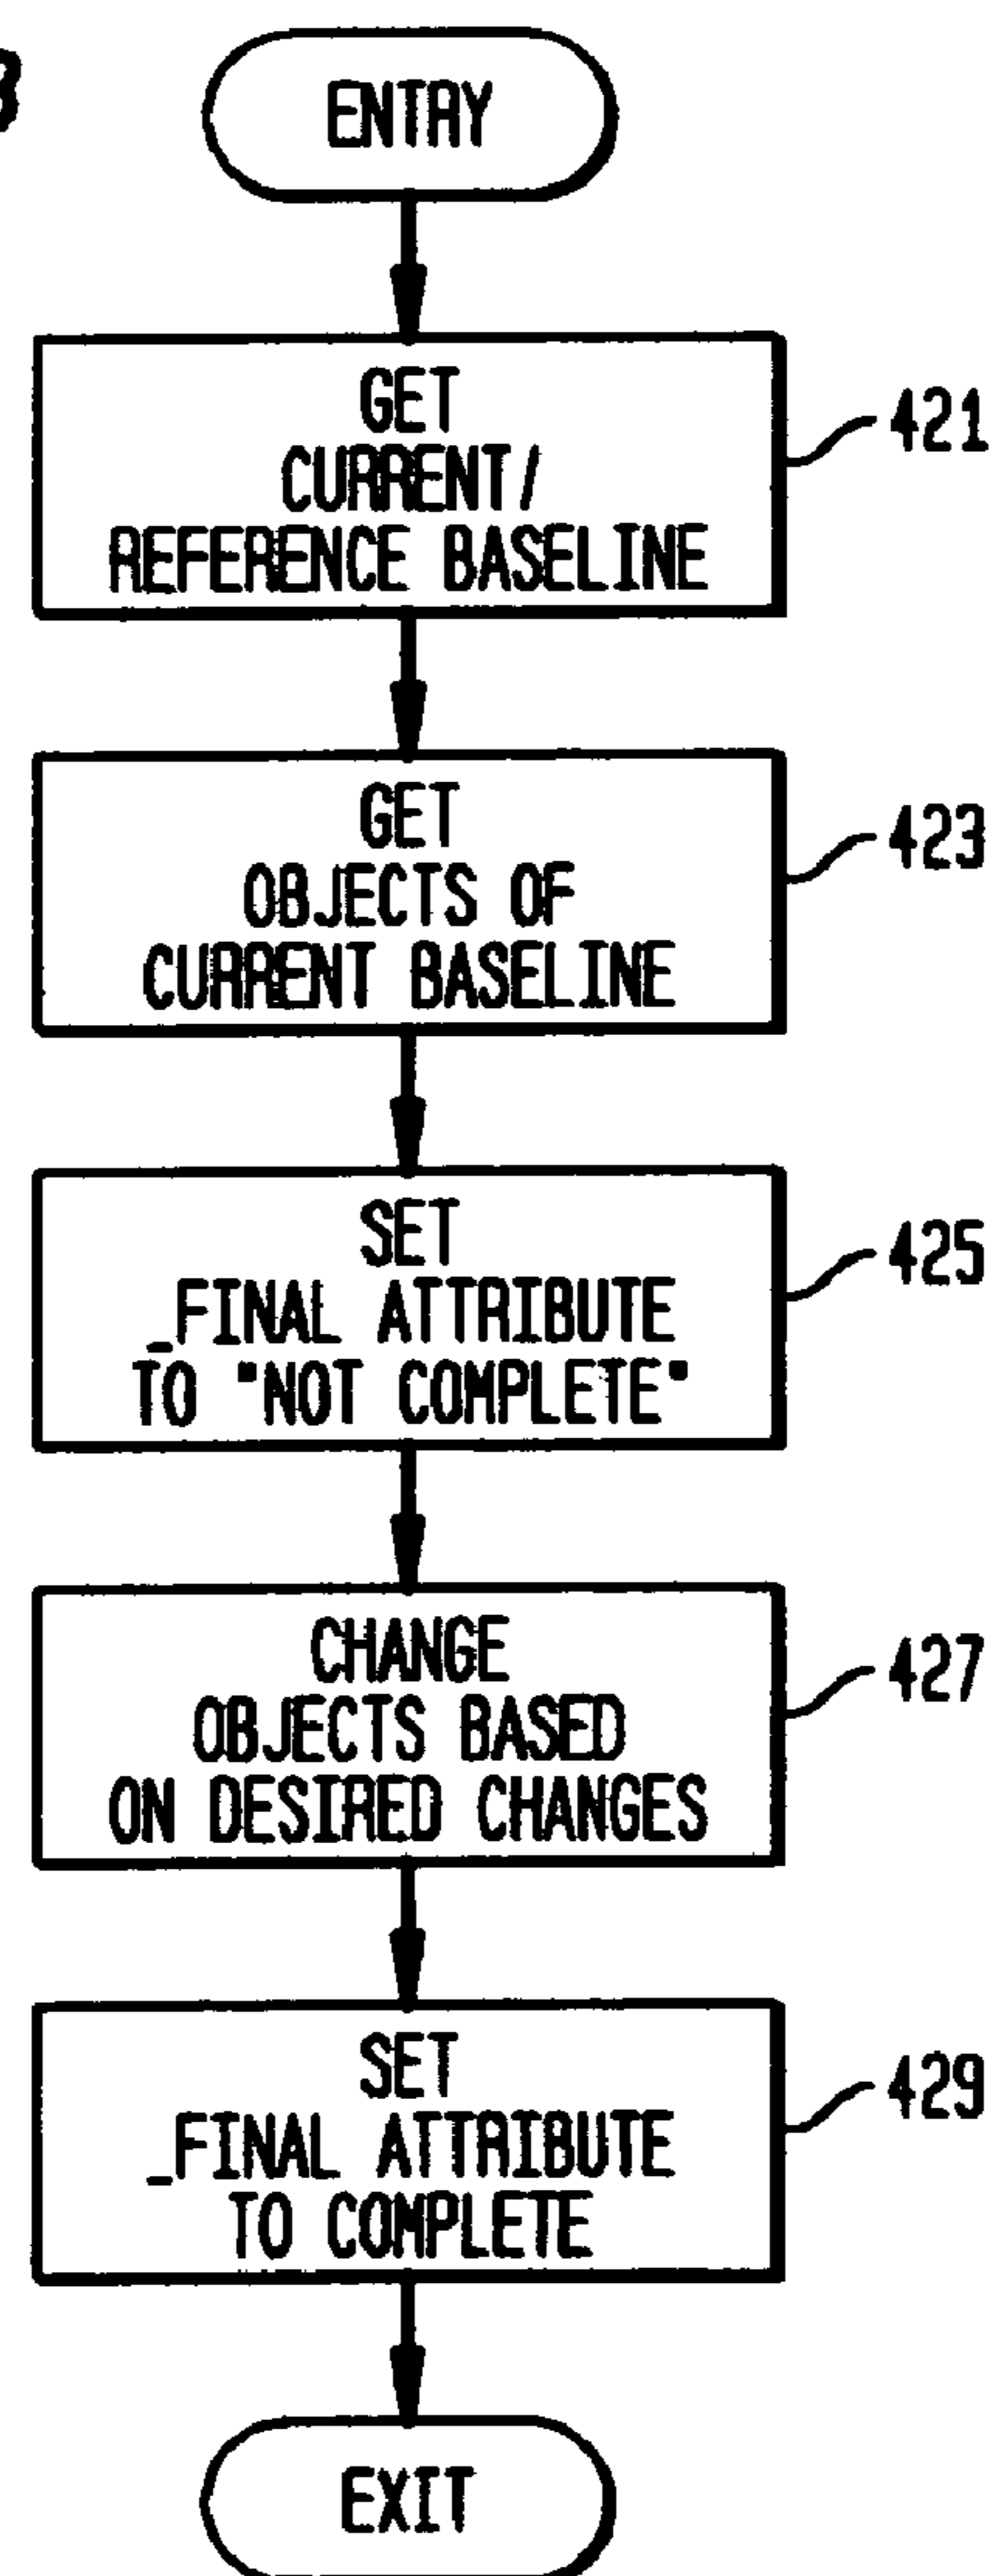 ENTRY
GET
CURRENT/
REFERENCE BASELINE
421
GET
OBJECTS OF
CURRENT BASELINE
423
SET
_FINAL ATTRIBUTE
TO "NOT COMPLETE"
425
CHANGE
OBJECTS BASED
ON DESIRED CHANGES
427
SET
_FINAL ATTRIBUTE
TO COMPLETE
429
EXIT